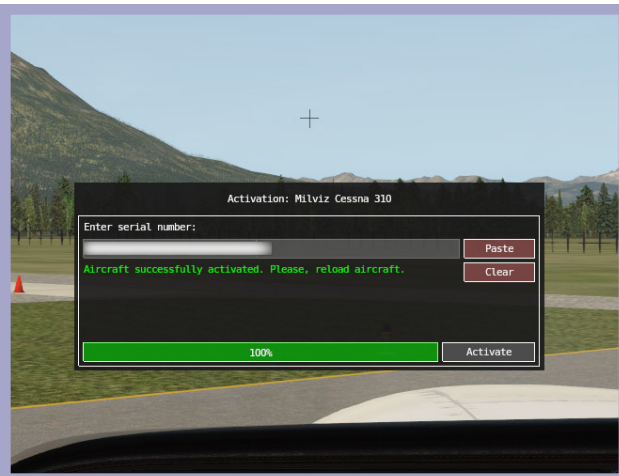 Activation: Milviz Cessna 310
Enter serial number:
Paste
Aircraft successfully activated. Please, reload aircraft.
Clear
100%
Activate